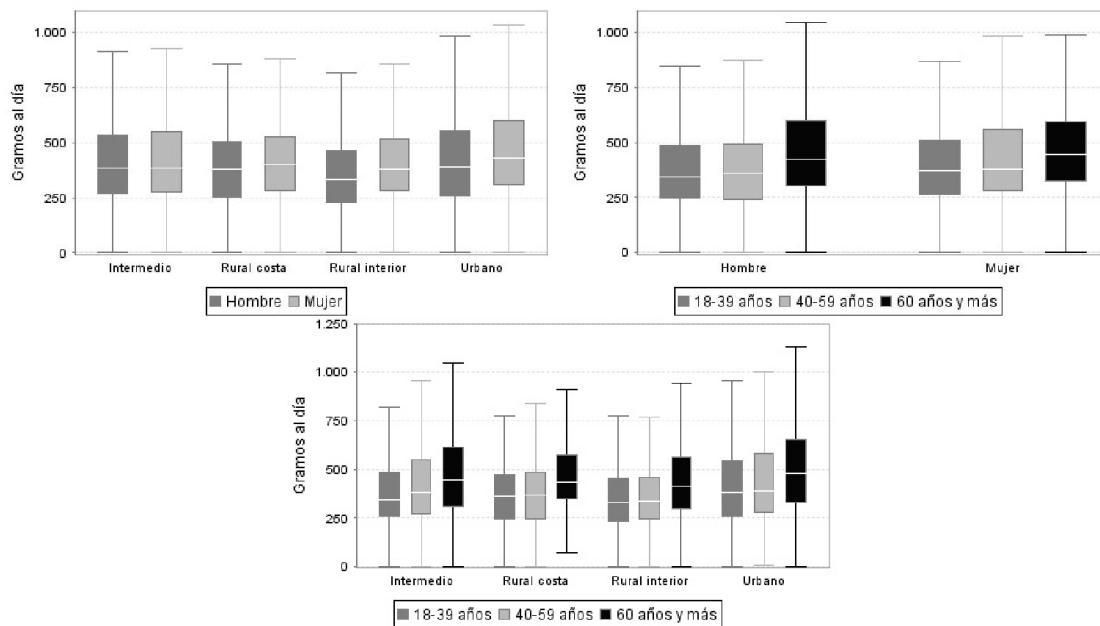 1.000
750
500
250
0
Gramos al día
Intermedio Rural costa Rural interior Urbano
Hombre Mujer
1.000
750
500
250
0
Gramos al día
Hombre Mujer
18-39 años 40-59 años 60 años y más
1.250
1.000
750
500
250
0
Gramos al día
Intermedio Rural costa Rural interior Urbano
18-39 años 40-59 años 60 años y más